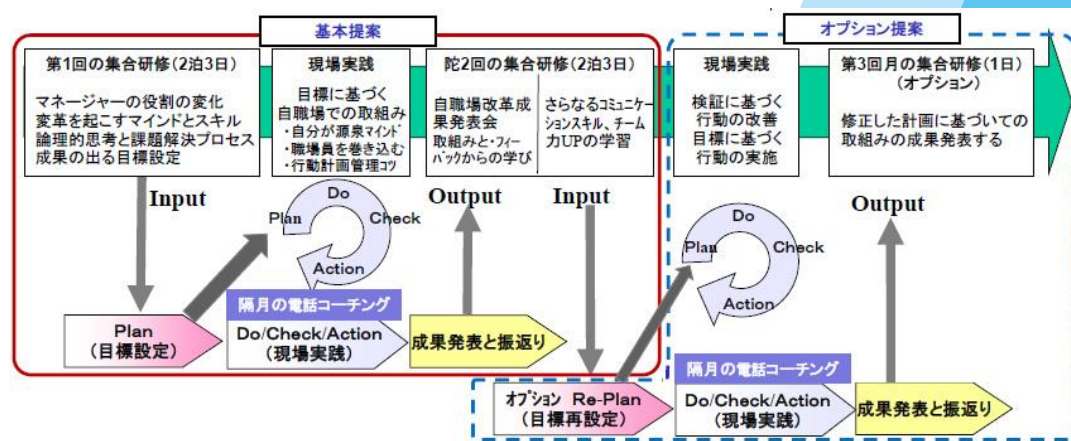 基本提案
オプション提案
第1回の集合研修(2泊3日)
マネージャーの役割の変化
変革を起こすマインドとスキル
論理的思考と課題解決プロセス
成果の出る目標設定
現場実践
目標に基づく
自職場での取組み
・自分が源泉マインド
・職場員を巻き込む
・行動計画管理コツ
陀2回の集合研修(2泊3日)
自職場改革成
果発表会
取組みと・フィー
バックからの学び
さらなるコミュニケー
ションスキル、チーム
力UPの学習
現場実践
検証に基づく
行動の改善
目標に基づく
行動の実施
第3回月の集合研修(1日)
(オプション)
修正した計画に基づいての
取組みの成果発表する
Input
Plan
Do
Check
Action
Output
Input
Plan
Do
Check
Action
Output
隔月の電話コーチング
Plan
(目標設定)
Do/Check/Action
(現場実践)
成果発表と振返り
隔月の電話コーチング
オプション Re-Plan
(目標再設定)
Do/Check/Action
(現場実践)
成果発表と振返り